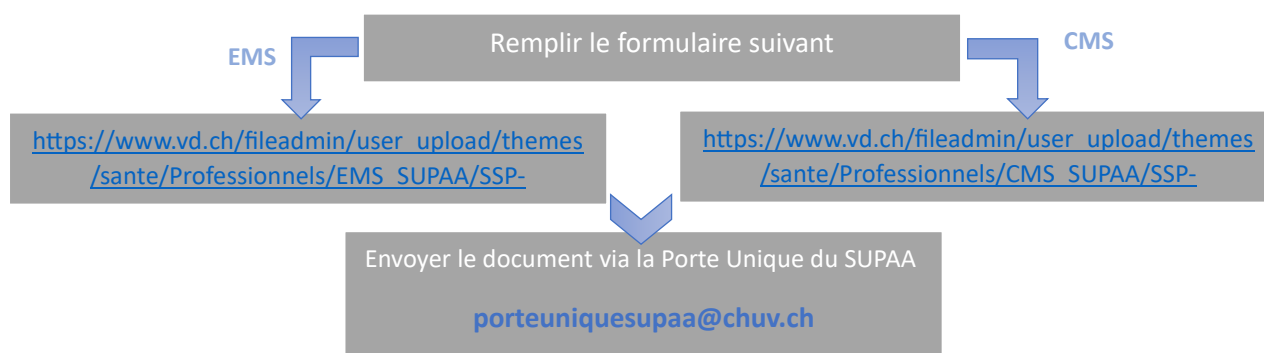 Remplir le formulaire suivant
EMS
CMS
https://www.vd.ch/fileadmin/user_upload/themes
/sante/Professionnels/EMS_SUPAA/SSP-
https://www.vd.ch/fileadmin/user_upload/themes
/sante/Professionnels/CMS_SUPAA/SSP-
Envoyer le document via la Porte Unique du SUPAA
porteuniquesupaa@chuv.ch